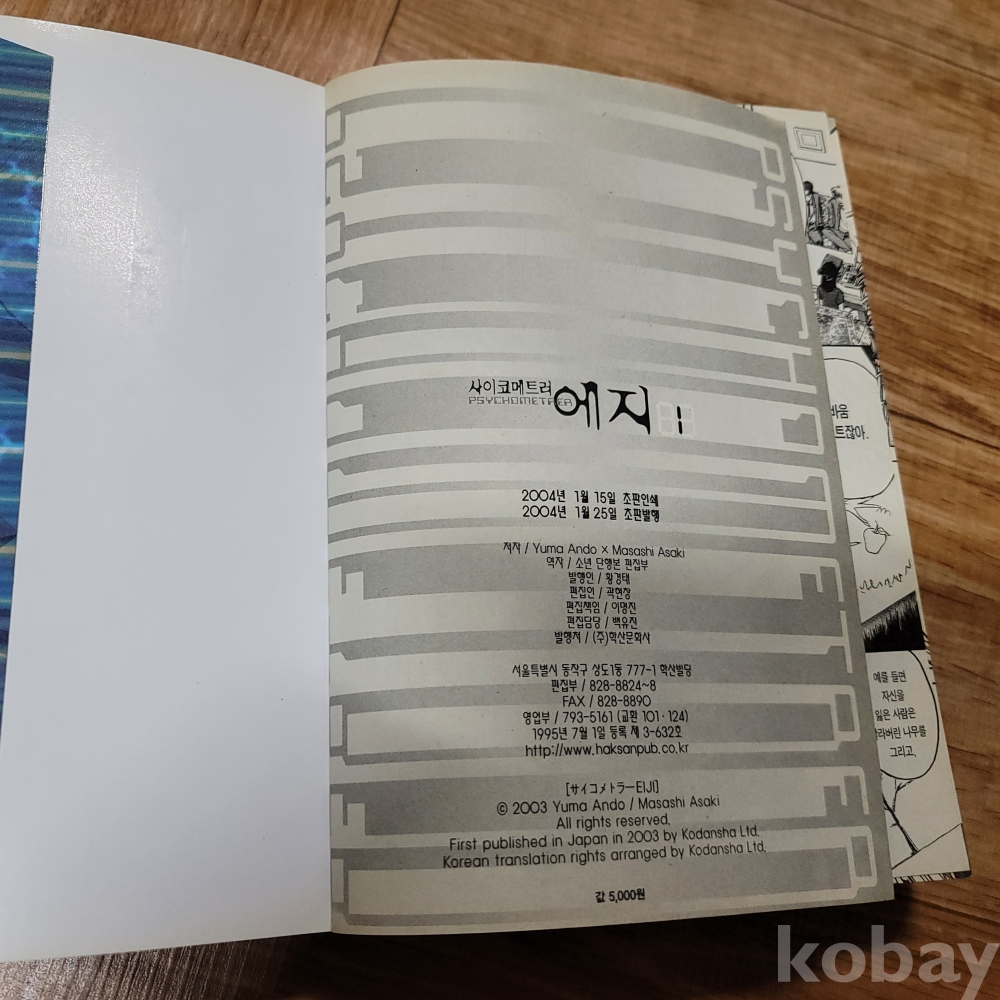 사이코메트러
PSYCHOMETRER
에지 1
2004년 1월 15일 초판인쇄
2004년 1월 25일 초판발행
저자 / Yuma Ando × Masashi Asaki
역자 / 소년 단행본 편집부
발행인 / 황경태
편집인 / 곽현창
편집책임 / 이명진
편집담당 / 백유진
발행처 / (주)학산문화사
서울특별시 동작구 상도1동 777-1 학산빌딩
편집부 / 828-8824~8
FAX / 828-8890
영업부 / 793-5161 (교환 101·124)
1995년 7월 1일 등록 제 3-632호
http://www.haksanpub.co.kr
[サイコメトラーEIJI]
© 2003 Yuma Ando / Masashi Asaki
All rights reserved.
First published in Japan in 2003 by Kodansha Ltd.
Korean translation rights arranged by Kodansha Ltd.
값 5,000원
트잖아.
예를 들면
자신을
잃은 사람은
나무를
그리고,
kobay